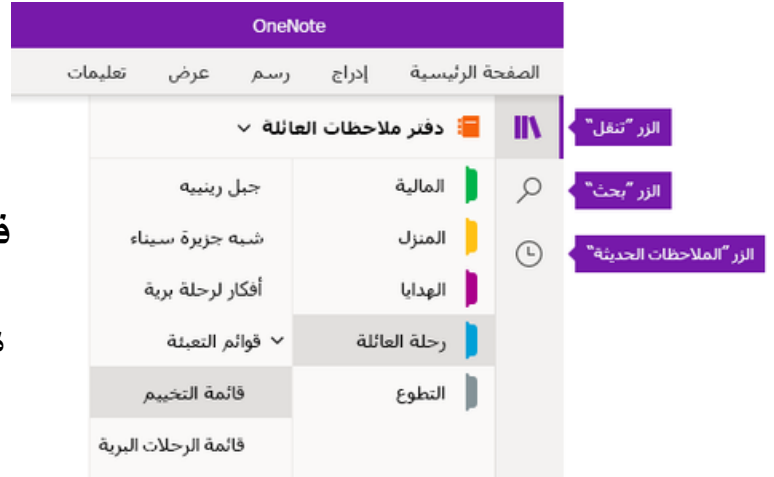 OneNote
الصفحة الرئيسية إدراج رسم عرض تعليمات
الزر "تنقل"
دفتر ملاحظات العائلة
الزر "بحث"
المالية
جبل رينييه
المنزل
شبه جزيرة سيناء
الزر "الملاحظات الحديثة"
الهدايا
أفكار لرحلة برية
رحلة العائلة
قوائم التعبئة
التطوع
قائمة التخييم
قائمة الرحلات البرية